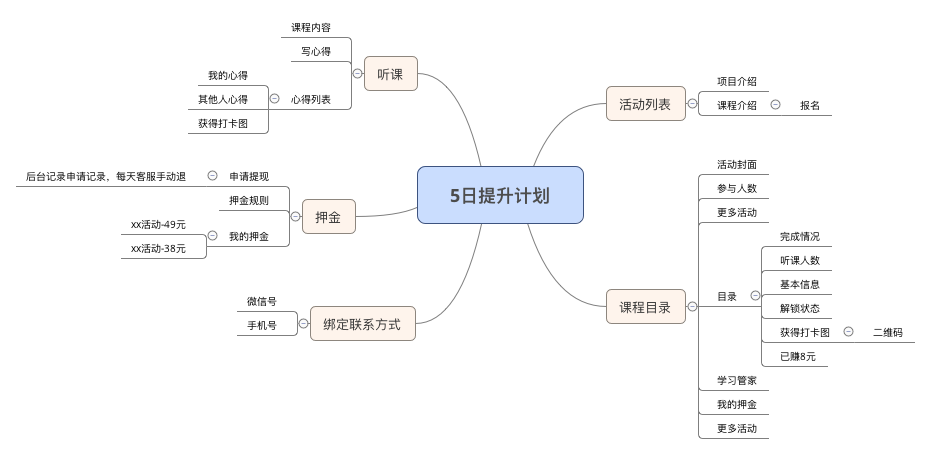 5日提升计划
听课
课程内容
写心得
心得列表
我的心得
其他人心得
获得打卡图
押金
申请提现
后台记录申请记录，每天客服手动退
押金规则
我的押金
xx活动-49元
xx活动-38元
绑定联系方式
微信号
手机号
活动列表
项目介绍
课程介绍
报名
课程目录
活动封面
参与人数
更多活动
目录
完成情况
听课人数
基本信息
解锁状态
获得打卡图
二维码
已赚8元
学习管家
我的押金
更多活动